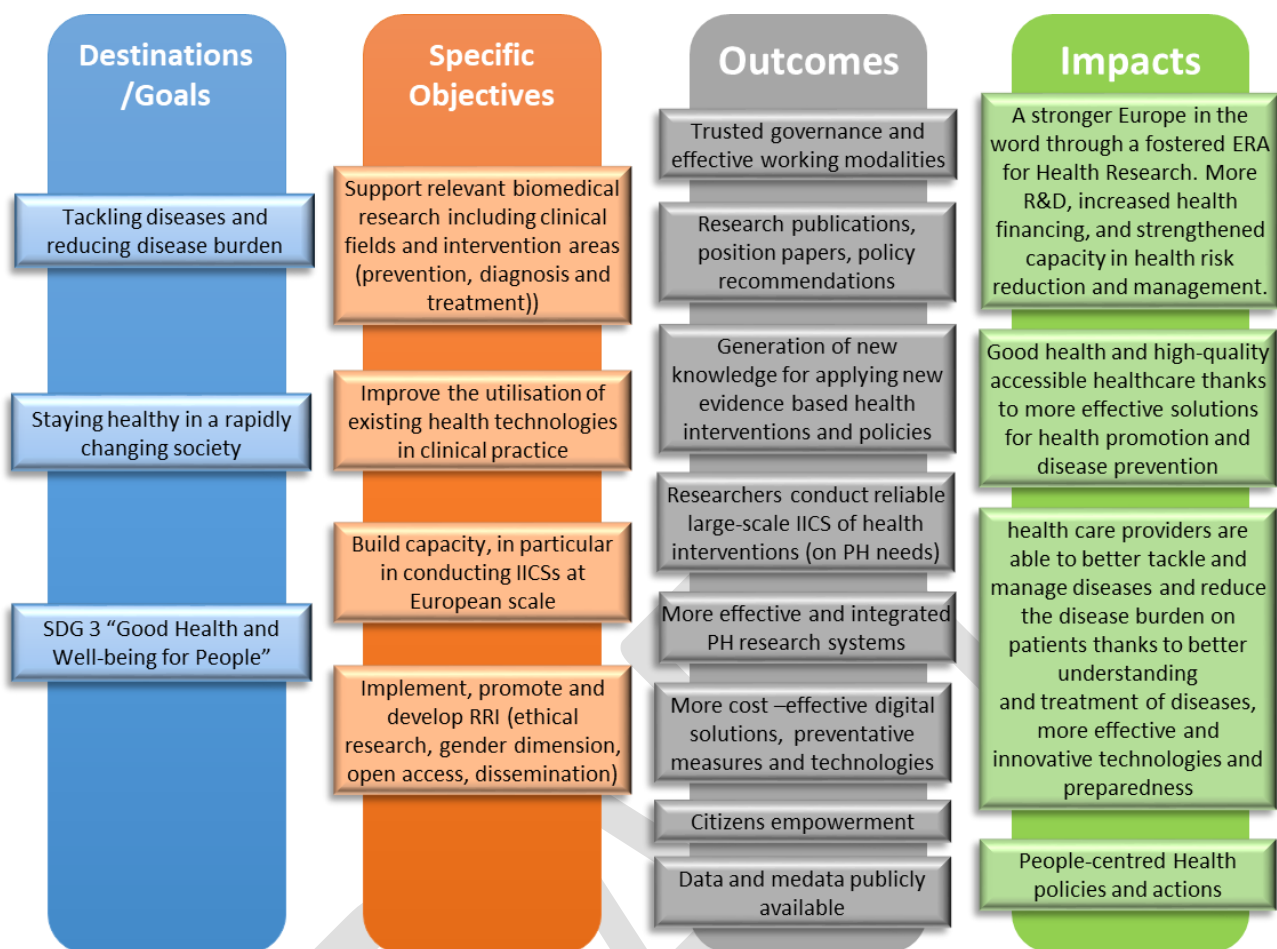 Destinations
/Goals
Tackling diseases and
reducing disease burden
Staying healthy in a rapidly
changing society
SDG 3 “Good Health and
Well-being for People”
Specific
Objectives
Support relevant biomedical
research including clinical
fields and intervention areas
(prevention, diagnosis and
treatment))
Improve the utilisation of
existing health technologies
in clinical practice
Build capacity, in particular
in conducting IICSs at
European scale
Implement, promote and
develop RRI (ethical
research, gender dimension,
open access, dissemination)
Outcomes
Trusted governance and
effective working modalities
Research publications,
position papers, policy
recommendations
Generation of new
knowledge for applying new
evidence based health
interventions and policies
Researchers conduct reliable
large-scale IICS of health
interventions (on PH needs)
More effective and integrated
PH research systems
More cost –effective digital
solutions, preventative
measures and technologies
Citizens empowerment
Data and medata publicly
available
Impacts
A stronger Europe in the
word through a fostered ERA
for Health Research. More
R&D, increased health
financing, and strengthened
capacity in health risk
reduction and management.
Good health and high-quality
accessible healthcare thanks
to more effective solutions
for health promotion and
disease prevention
health care providers are
able to better tackle and
manage diseases and reduce
the disease burden on
patients thanks to better
understanding
and treatment of diseases,
more effective and
innovative technologies and
preparedness
People-centred Health
policies and actions